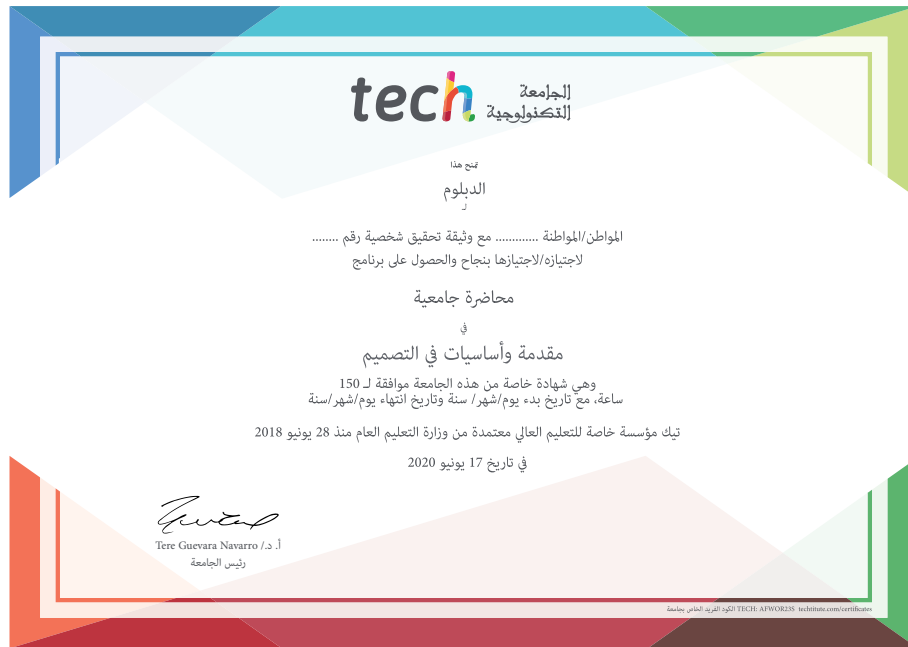 tech الجامعة
التكنولوجية
تمنح هذا
الدبلوم
لـ
المواطن/المواطنة ............. مع وثيقة تحقيق شخصية رقم ........
لاجتيازه/لاجتيازها بنجاح والحصول على برنامج
محاضرة جامعية
في
مقدمة وأساسيات في التصميم
وهي شهادة خاصة من هذه الجامعة موافقة لـ 150
ساعة، مع تاريخ بدء يوم/شهر/ سنة وتاريخ انتهاء يوم/شهر/سنة
تيك مؤسسة خاصة للتعليم العالي معتمدة من وزارة التعليم العام منذ 28 يونيو 2018
في تاريخ 17 يونيو 2020
أ. د./ Tere Guevara Navarro
رئيس الجامعة
الكود الفريد الخاص بجامعة TECH: AFWOR23S techtitute.com/certificates